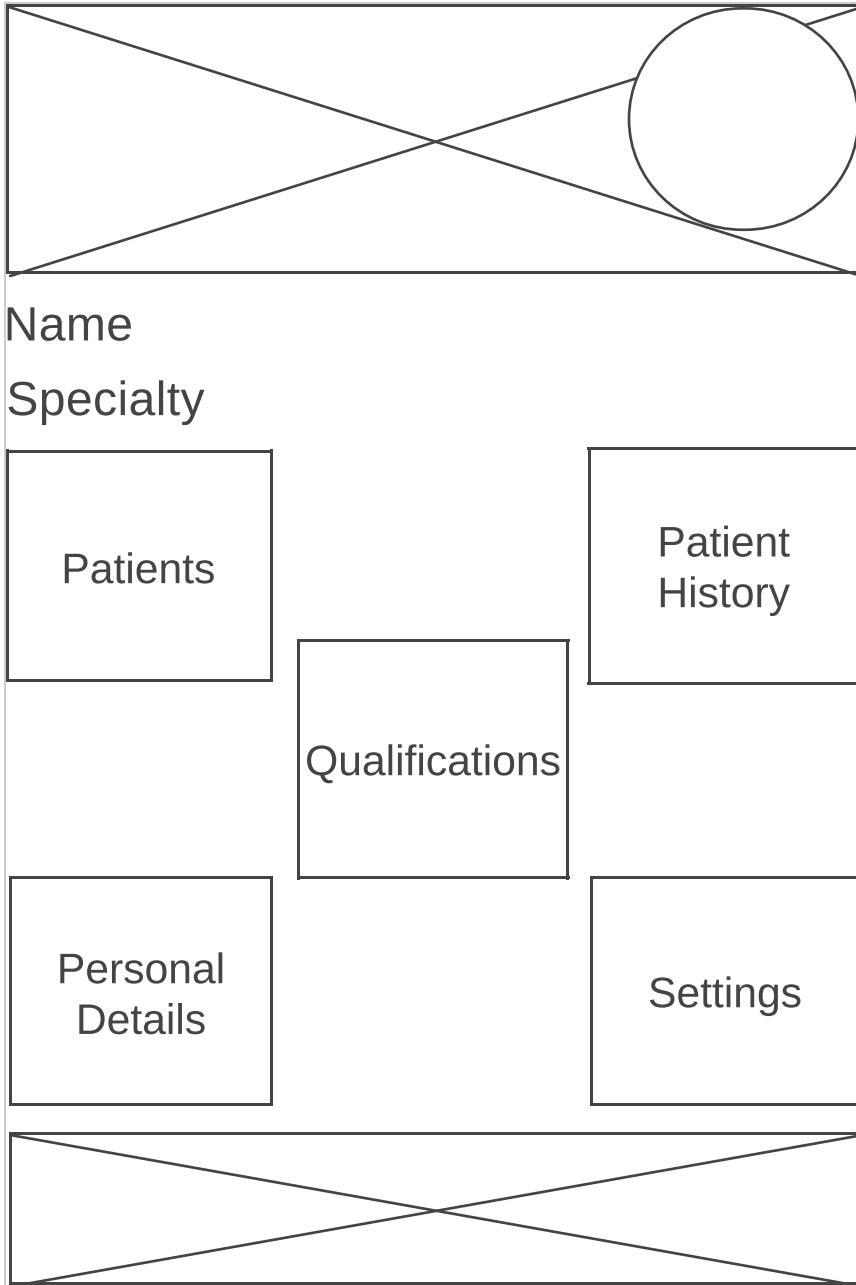 Name
Specialty
Patients
Patient
History
Qualifications
Personal
Details
Settings